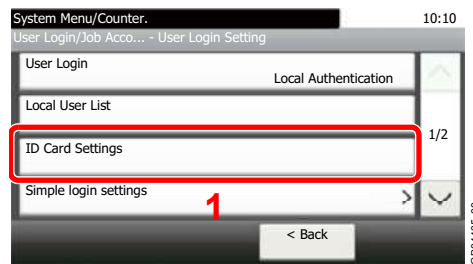 System Menu/Counter.
10:10
User Login/Job Acco... - User Login Setting
User Login
Local Authentication
Local User List
1/2
ID Card Settings
Simple login settings
>
1
< Back